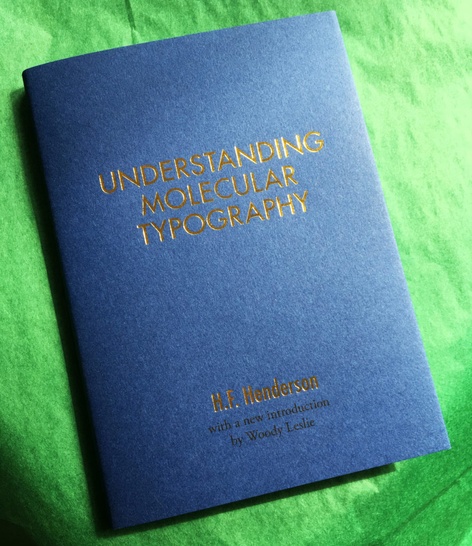 UNDERSTANDING
MOLECULAR
TYPOGRAPHY
H.F. Henderson
with a new introduction
by Woody Leslie